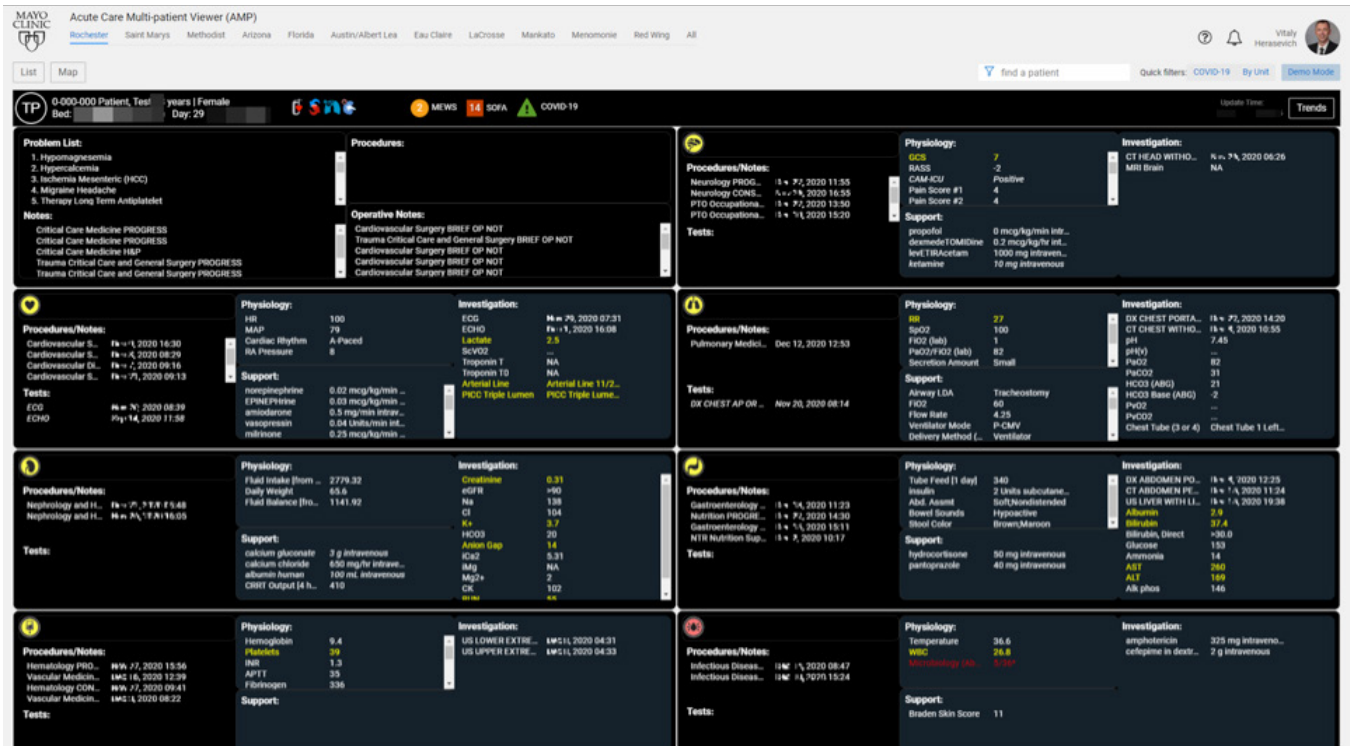 MAYO CLINIC
Acute Care Multi-patient Viewer (AMP)
Rochester Saint Marys Methodist Arizona Florida Austin/Albert Lea Eau Claire LaCrosse Mankato Menomonie Red Wing All
Vitaly Herasevich
List Map
find a patient
Quick filters: COVID-19 By Unit Demo Mode
TP
0-000-000 Patient, Test years | Female
Bed: Day: 29
2 MEWS 14 SOFA COVID-19
Update Time:
Trends
Problem List:
1. Hypomagnesemia
2. Hypercalcemia
3. Ischemia Mesenteric (HCC)
4. Migraine Headache
5. Therapy Long Term Antiplatelet
Notes:
Critical Care Medicine PROGRESS
Critical Care Medicine PROGRESS
Critical Care Medicine H&P
Trauma Critical Care and General Surgery PROGRESS
Trauma Critical Care and General Surgery PROGRESS
Procedures:
Operative Notes:
Cardiovascular Surgery BRIEF OP NOT
Trauma Critical Care and General Surgery BRIEF OP NOT
Cardiovascular Surgery BRIEF OP NOT
Cardiovascular Surgery BRIEF OP NOT
Cardiovascular Surgery BRIEF OP NOT
Procedures/Notes:
Neurology PROG... 2020 11:55
Neurology CONS... 2020 16:55
PTO Occupationa... 2020 13:50
PTO Occupationa... 2020 15:20
Tests:
Physiology:
GCS 7
RASS -2
CAM-ICU Positive
Pain Score #1 4
Pain Score #2 4
Support:
propofol 0 mcg/kg/min intr...
dexmedeTOMIDine 0.2 mcg/kg/hr int...
levETIRAcetam 1000 mg intraven...
ketamine 10 mg intravenous
Investigation:
CT HEAD WITHO... 2020 06:26
MRI Brain NA
Procedures/Notes:
Cardiovascular S... 2020 16:30
Cardiovascular S... 2020 08:29
Cardiovascular Di... 2020 09:16
Cardiovascular S... 2020 09:13
Tests:
ECG 2020 08:39
ECHO 2020 11:58
Physiology:
HR 100
MAP 79
Cardiac Rhythm A-Paced
RA Pressure 8
Support:
norepinephrine 0.02 mcg/kg/min ...
EPINEPHrine 0.03 mcg/kg/min ...
amiodarone 0.5 mg/min intrav...
vasopressin 0.04 Units/min int...
milrinone 0.25 mcg/kg/min ...
Investigation:
ECG 2020 07:31
ECHO 2020 16:08
Lactate 2.5
ScVO2 ...
Troponin T NA
Troponin T0 NA
Arterial Line Arterial Line 11/2...
PICC Triple Lumen PICC Triple Lume...
Procedures/Notes:
Pulmonary Medici... Dec 12, 2020 12:53
Tests:
DX CHEST AP OR ... Nov 20, 2020 08:14
Physiology:
RR 27
SpO2 100
FiO2 (lab) 1
PaO2/FiO2 (lab) 82
Secretion Amount Small
Support:
Airway LDA Tracheostomy
FiO2 60
Flow Rate 4.25
Ventilator Mode P-CMV
Delivery Method (... Ventilator
Investigation:
DX CHEST PORTA... 2020 14:20
CT CHEST WITHO... 2020 10:55
pH 7.45
pH(v) ...
PaO2 82
PaCO2 31
HCO3 (ABG) 21
HCO3 Base (ABG) -2
PvO2 ...
PvCO2 ...
Chest Tube (3 or 4) Chest Tube 1 Left...
Procedures/Notes:
Nephrology and H...
Nephrology and H... 16:05
Tests:
Physiology:
Fluid Intake [from ... 2779.32
Daily Weight 65.6
Fluid Balance [fro... 1141.92
Support:
calcium gluconate 3 g intravenous
calcium chloride 650 mg/hr intrave...
albumin human 100 mL intravenous
CRRT Output [4 h... 410
Investigation:
Creatinine 0.31
eGFR >90
Na 138
Cl 104
K+ 3.7
HCO3 20
Anion Gap 14
iCa2 5.31
iMg NA
Mg2+ 2
CK 102
BUN 55
Procedures/Notes:
Gastroenterology ... 2020 11:23
Nutrition PROGRE... 2020 14:30
Gastroenterology ... 2020 15:11
NTR Nutrition Sup... 2020 10:17
Tests:
Physiology:
Tube Feed [1 day] 340
insulin 2 Units subcutane...
Abd. Assmt Soft;Nondistended
Bowel Sounds Hypoactive
Stool Color Brown;Maroon
Support:
hydrocortisone 50 mg intravenous
pantoprazole 40 mg intravenous
Investigation:
DX ABDOMEN PO... 2020 12:25
CT ABDOMEN PE... 2020 11:24
US LIVER WITH LI... 2020 19:38
Albumin 2.9
Bilirubin 37.4
Bilirubin, Direct >30.0
Glucose 153
Ammonia 14
AST 260
ALT 169
Alk phos 146
Procedures/Notes:
Hematology PRO... 2020 15:56
Vascular Medicin... 2020 12:39
Hematology CON... 2020 09:41
Vascular Medicin... 2020 08:22
Tests:
Physiology:
Hemoglobin 9.4
Platelets 39
INR 1.3
APTT 35
Fibrinogen 336
Support:
Investigation:
US LOWER EXTRE... 2020 04:31
US UPPER EXTRE... 2020 04:33
Procedures/Notes:
Infectious Diseas... 2020 08:47
Infectious Diseas... 2020 15:24
Tests:
Physiology:
Temperature 36.6
WBC 26.8
Microbiology
Support:
Braden Skin Score 11
Investigation:
amphotericin 325 mg intraveno...
cefepime in dextr... 2 g intravenous